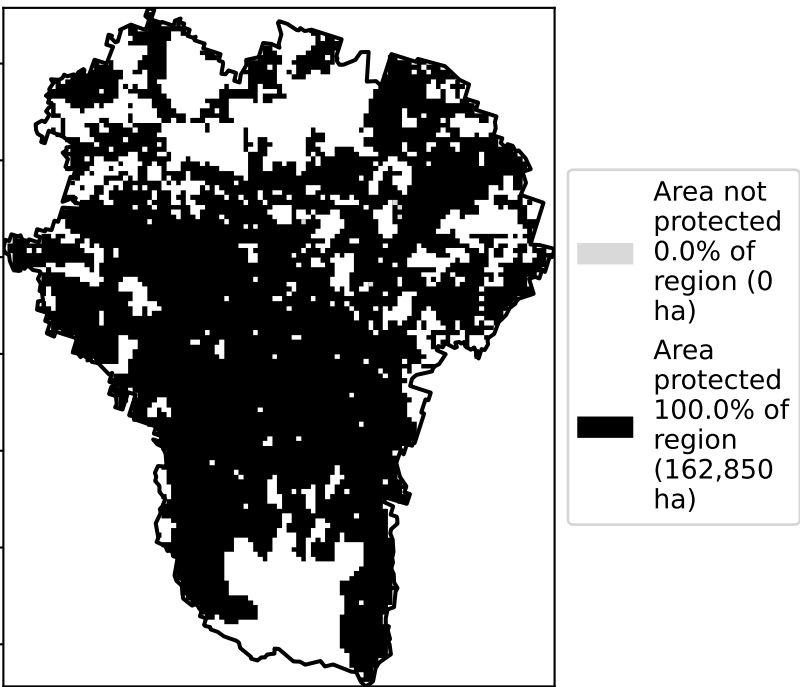 Area not
protected
0.0% of
region (0
ha)
Area
protected
100.0% of
region
(162,850
ha)